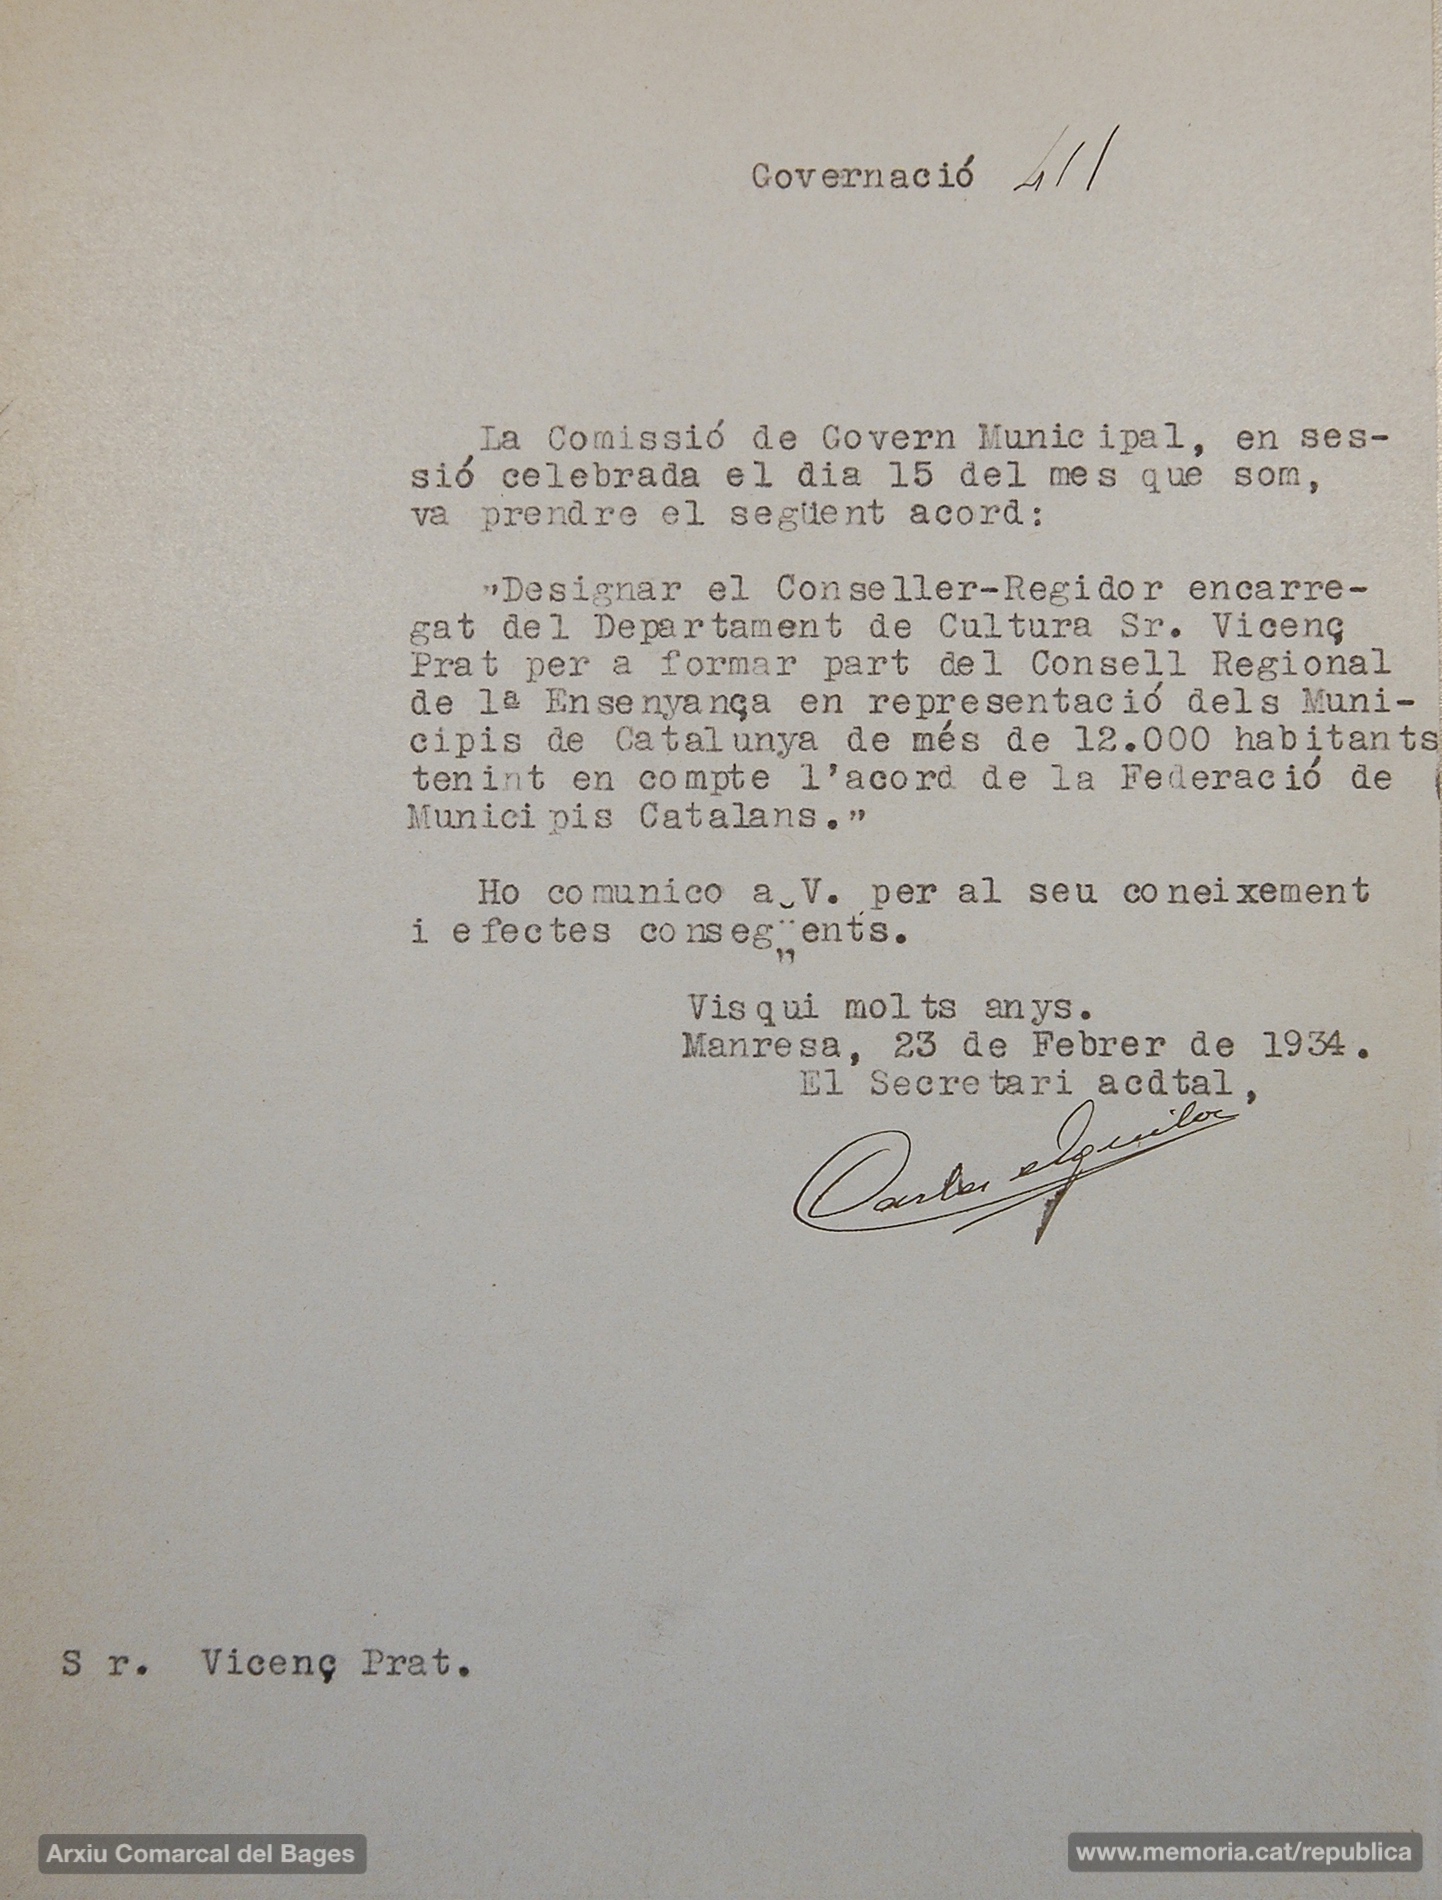 Governació 411
La Comissió de Govern Municipal, en ses-
sió celebrada el dia 15 del mes que som,
va prendre el següent acord:
"Designar el Conseller-Regidor encarre-
gat del Departament de Cultura Sr. Vicenç
Prat per a formar part del Consell Regional
de 1ª Ensenyança en representació dels Muni-
cipis de Catalunya de més de 12.000 habitants
tenint en compte l'acord de la Federació de
Municipis Catalans."
Ho comunico a V. per al seu coneixement
i efectes consegüents.
Visqui molts anys.
Manresa, 23 de Febrer de 1934.
El Secretari acdtal,
Carles
Sr. Vicenç Prat.
Arxiu Comarcal del Bages
www.memoria.cat/republica